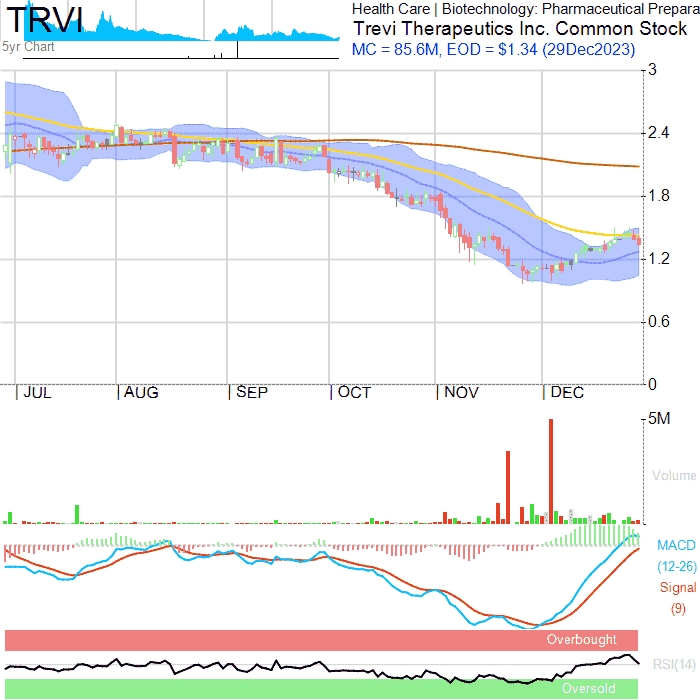 TRVI
5yr Chart
Health Care | Biotechnology: Pharmaceutical Prepara
Trevi Therapeutics Inc. Common Stock
MC = 85.6M, EOD = $1.34 (29Dec2023)
3
2.4
1.8
1.2
0.6
0
|JUL |AUG |SEP |OCT |NOV |DEC
5M
Volume
MACD
(12-26)
Signal
(9)
Overbought
RSI(14)
Oversold